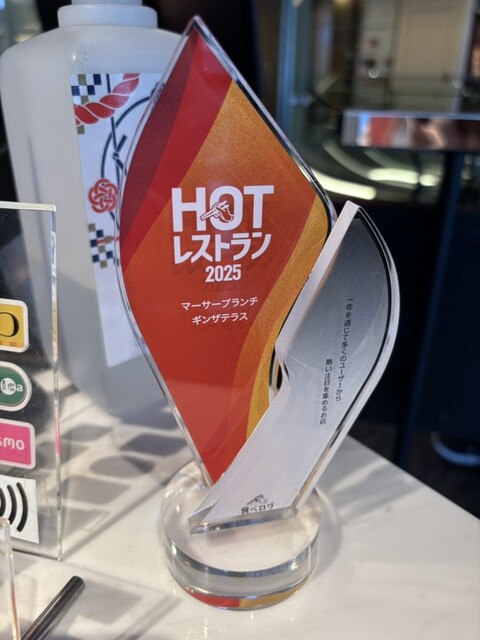 HOT
レストラン
2025
マーサーブランチ
ギンザテラス
一年を通じて多くのユーザーから
熱い注目を集めるお店
食べログ